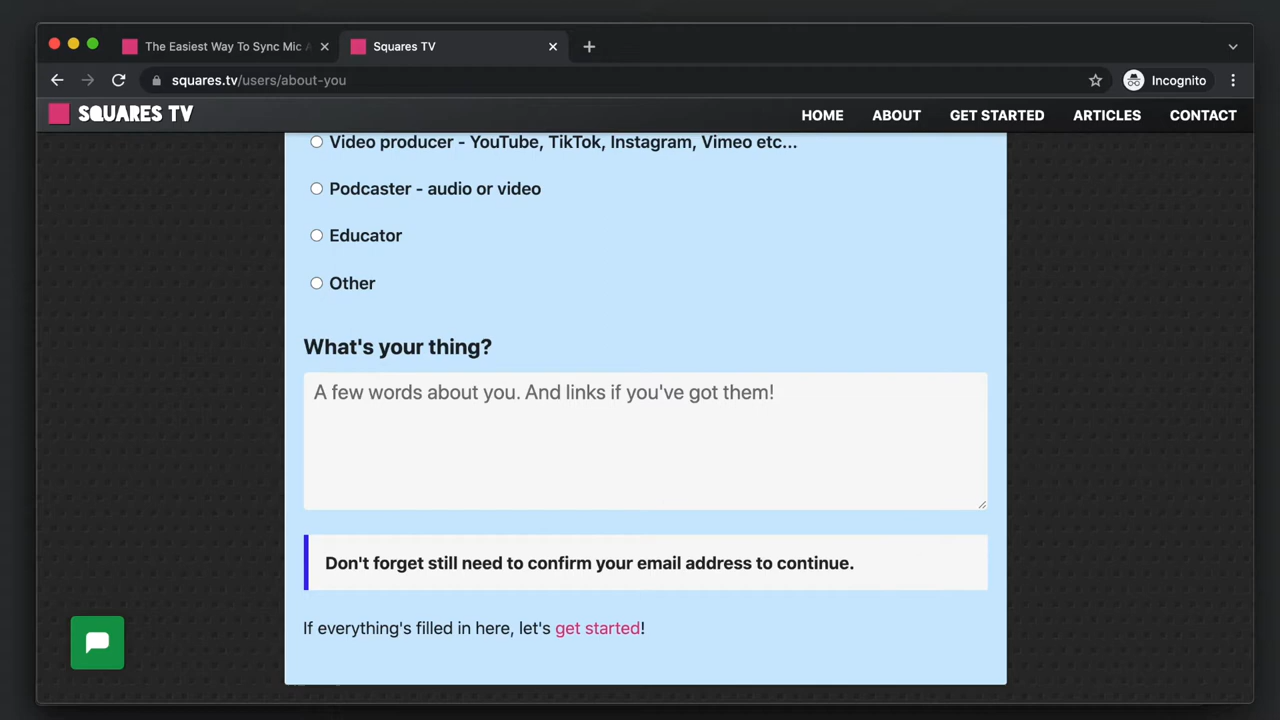 The Easiest Way To Sync Mic A
Squares TV
squares.tv/users/about-you
Incognito
SQUARES TV
HOME
ABOUT
GET STARTED
ARTICLES
CONTACT
Video producer - YouTube, TikTok, Instagram, Vimeo etc...
Podcaster - audio or video
Educator
Other
What's your thing?
A few words about you. And links if you've got them!
Don't forget still need to confirm your email address to continue.
If everything's filled in here, let's get started!